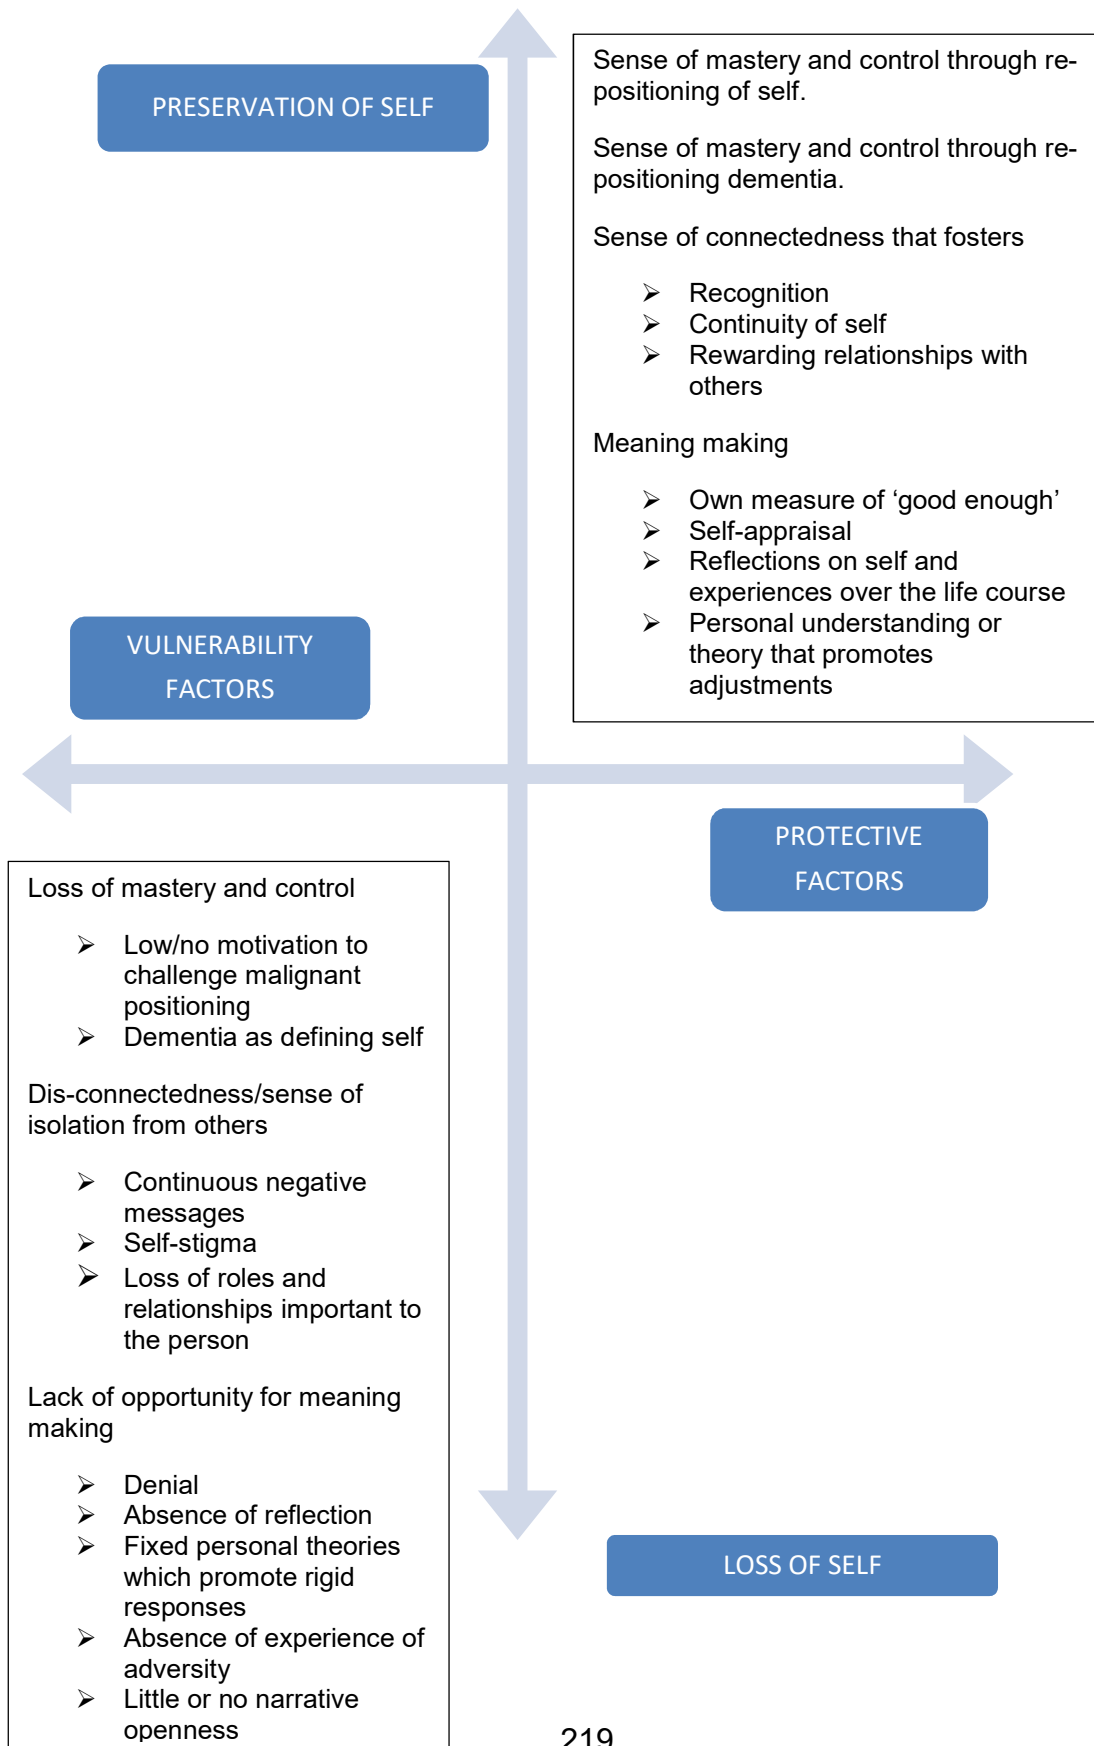 PRESERVATION OF SELF
Sense of mastery and control through re-
positioning of self.
Sense of mastery and control through re-
positioning dementia.
Sense of connectedness that fosters
➢ Recognition
➢ Continuity of self
➢ Rewarding relationships with
others
Meaning making
➢ Own measure of ‘good enough’
➢ Self-appraisal
➢ Reflections on self and
experiences over the life course
➢ Personal understanding or
theory that promotes
adjustments
VULNERABILITY
FACTORS
PROTECTIVE
FACTORS
Loss of mastery and control
➢ Low/no motivation to
challenge malignant
positioning
➢ Dementia as defining self
Dis-connectedness/sense of
isolation from others
➢ Continuous negative
messages
➢ Self-stigma
➢ Loss of roles and
relationships important to
the person
Lack of opportunity for meaning
making
➢ Denial
➢ Absence of reflection
➢ Fixed personal theories
which promote rigid
responses
➢ Absence of experience of
adversity
➢ Little or no narrative
openness
LOSS OF SELF
219